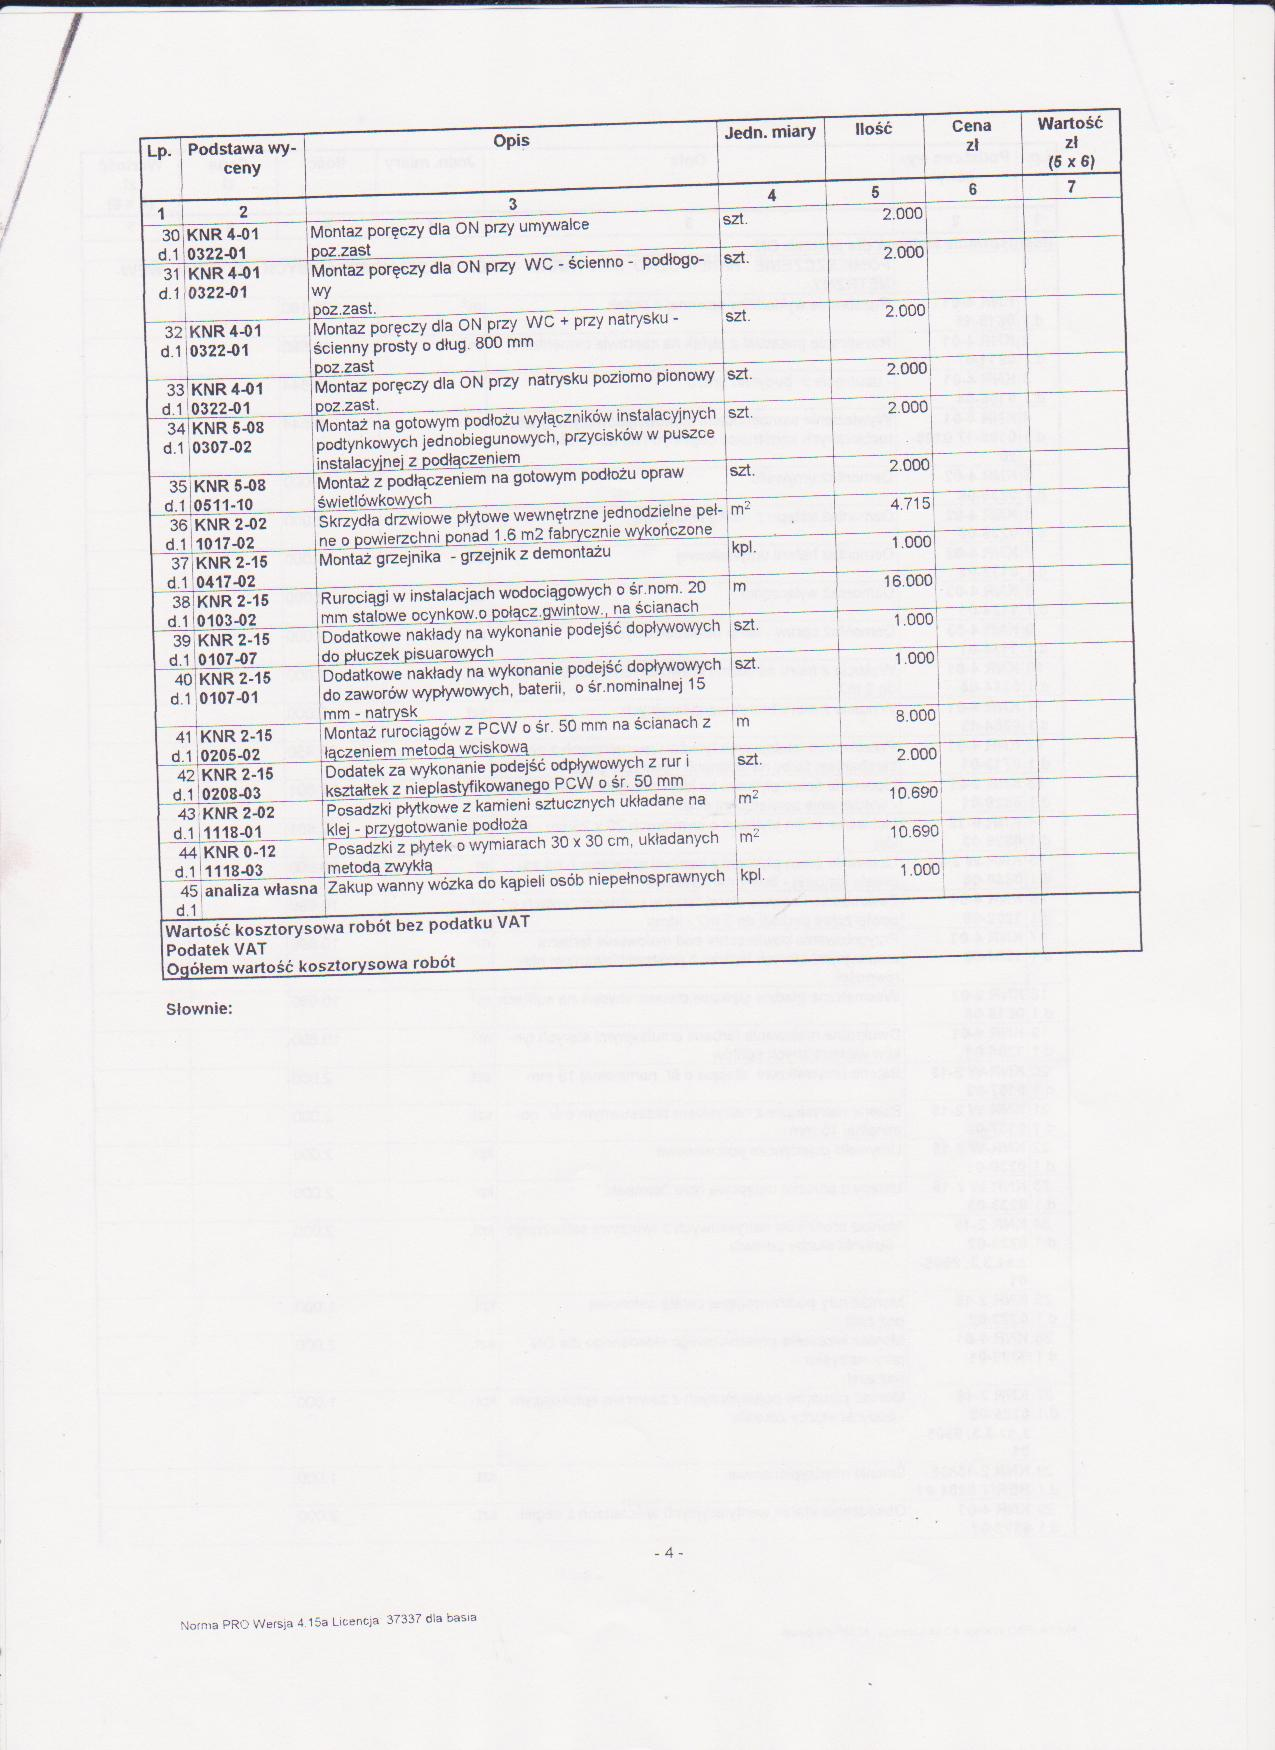 Lp. Podstawa wy- Opis Jedn. miary Ilość Cena Wartość
ceny zł zł
(5 x 6)
1 2 3 4 5 6 7
30 KNR 4-01 Montaz poręczy dla ON przy umywalce szt. 2.000
d.1 0322-01 poz.zast
31 KNR 4-01 Montaz poręczy dla ON przy WC - ścienno - podłogo- szt. 2.000
d.1 0322-01 wy
poz.zast.
32 KNR 4-01 Montaz poręczy dla ON przy WC + przy natrysku - szt. 2.000
d.1 0322-01 ścienny prosty o dług. 800 mm
poz.zast
33 KNR 4-01 Montaz poręczy dla ON przy natrysku poziomo pionowy szt. 2.000
d.1 0322-01 poz.zast.
34 KNR 5-08 Montaż na gotowym podłożu wyłączników instalacyjnych szt. 2.000
d.1 0307-02 podtynkowych jednobiegunowych, przycisków w puszce
instalacyjnej z podłączeniem
35 KNR 5-08 Montaż z podłączeniem na gotowym podłożu opraw szt. 2.000
d.1 0511-10 świetlówkowych
36 KNR 2-02 Skrzydła drzwiowe płytowe wewnętrzne jednodzielne peł- m2 4.715
d.1 1017-02 ne o powierzchni ponad 1.6 m2 fabrycznie wykończone
37 KNR 2-15 Montaż grzejnika - grzejnik z demontażu kpl. 1.000
d.1 0417-02
38 KNR 2-15 Rurociągi w instalacjach wodociągowych o śr.nom. 20 m 16.000
d.1 0103-02 mm stalowe ocynkow.o połącz.gwintow., na ścianach
39 KNR 2-15 Dodatkowe nakłady na wykonanie podejść dopływowych szt. 1.000
d.1 0107-07 do płuczek pisuarowych
40 KNR 2-15 Dodatkowe nakłady na wykonanie podejść dopływowych szt. 1.000
d.1 0107-01 do zaworów wypływowych, baterii, o śr.nominalnej 15
mm - natrysk
41 KNR 2-15 Montaż rurociągów z PCW o śr. 50 mm na ścianach z m 8.000
d.1 0205-02 łączeniem metodą wciskową
42 KNR 2-15 Dodatek za wykonanie podejść odpływowych z rur i szt. 2.000
d.1 0208-03 kształtek z nieplastyfikowanego PCW o śr. 50 mm
43 KNR 2-02 Posadzki płytkowe z kamieni sztucznych układane na m2 10.690
d.1 1118-01 klej - przygotowanie podłoża
44 KNR 0-12 Posadzki z płytek o wymiarach 30 x 30 cm, układanych m2 10.690
d.1 1118-03 metodą zwykłą
45 analiza własna Zakup wanny wózka do kąpieli osób niepełnosprawnych kpl. 1.000
d.1
Wartość kosztorysowa robót bez podatku VAT
Podatek VAT
Ogółem wartość kosztorysowa robót
Słownie:
- 4 -
Norma PRO Wersja 4.15a Licencja 37337 dla basia